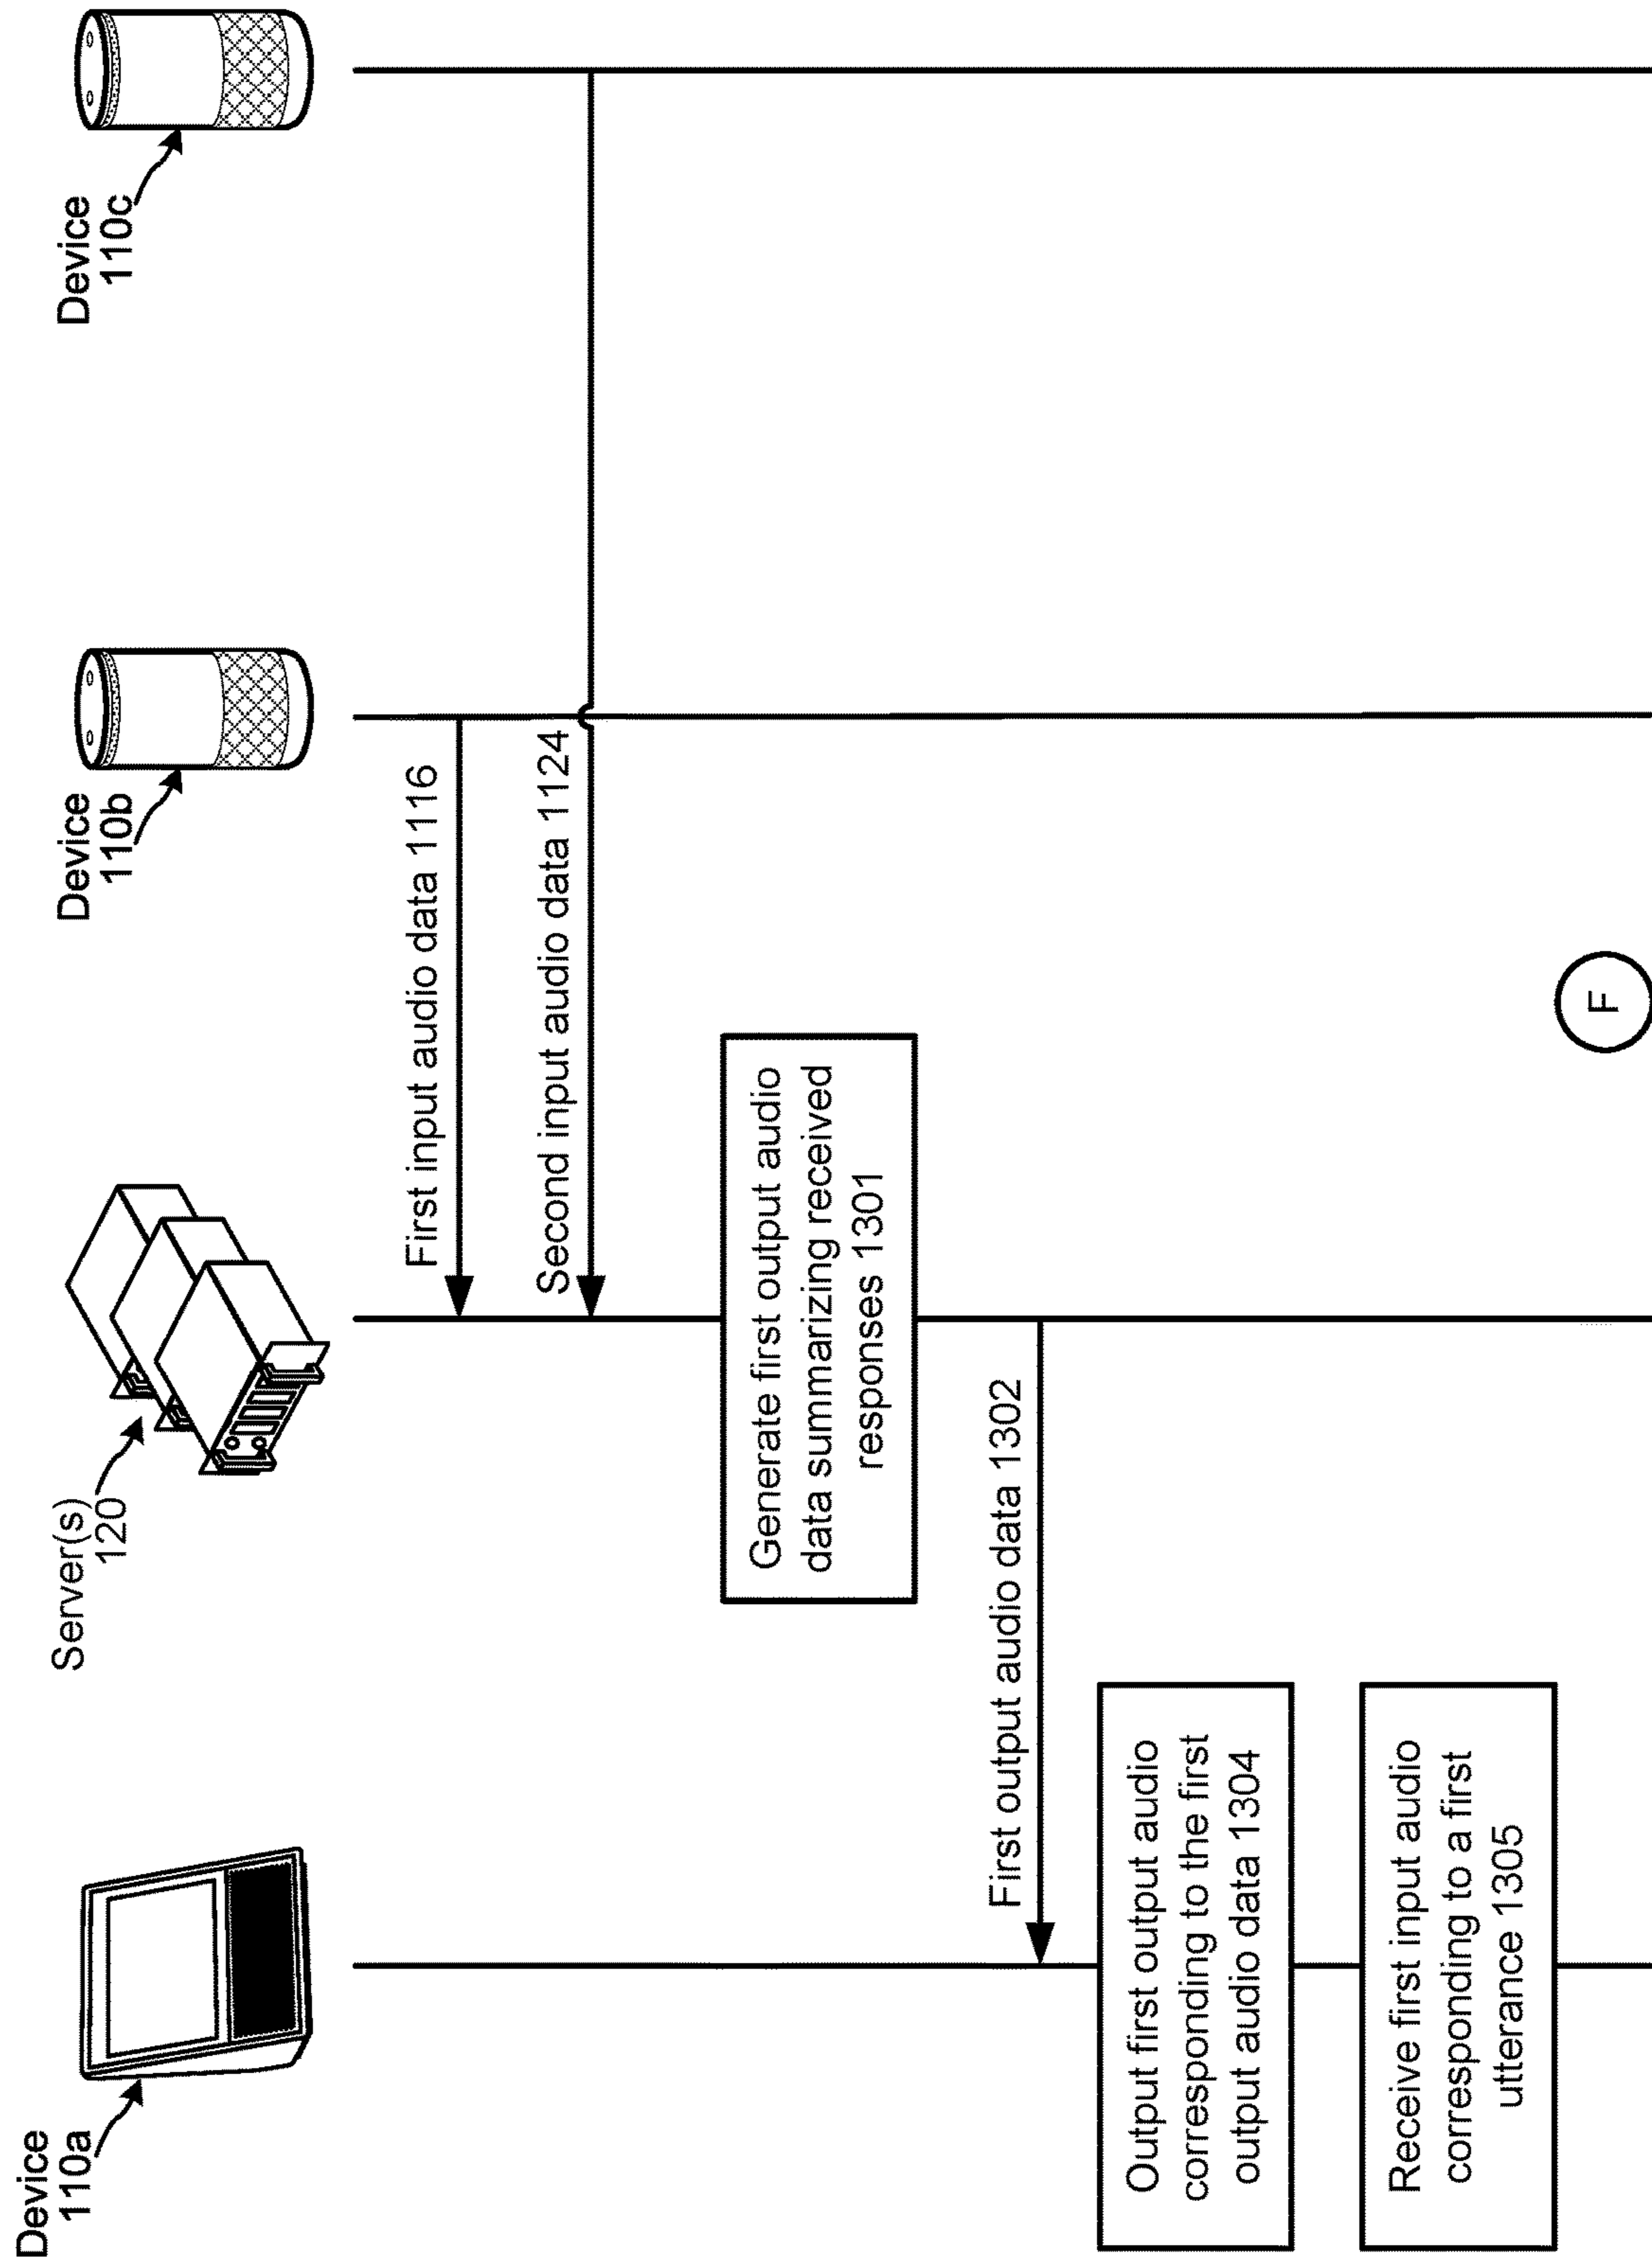 Device
110a
Server(s)
120
Device
110b
Device
110c
First input audio data 1116
Second input audio data 1124
Generate first output audio
data summarizing received
responses 1301
First output audio data 1302
Output first output audio
corresponding to the first
output audio data 1304
Receive first input audio
corresponding to a first
utterance 1305
F